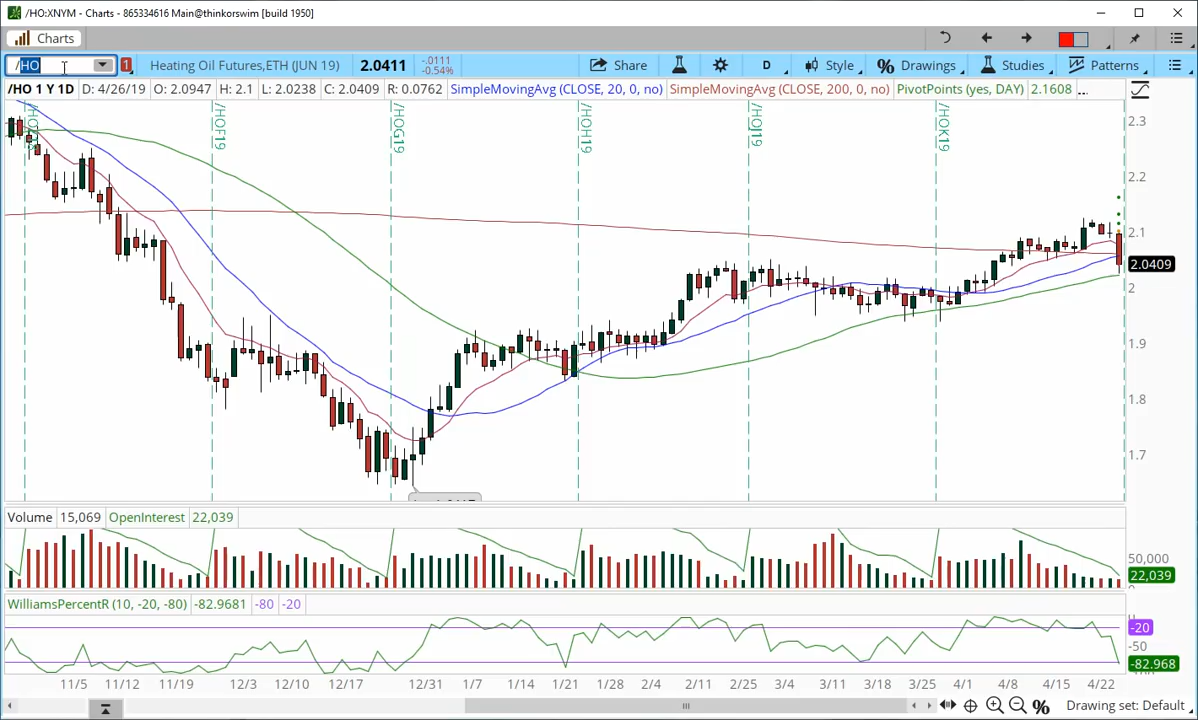 /HO:XNYM - Charts - 865334616 Main@thinkorswim [build 1950]
Charts
/HO 1 Heating Oil Futures,ETH (JUN 19) 2.0411 -.0111 -0.54% Share D Style % Drawings Studies Patterns
/HO 1 Y 1D D: 4/26/19 O: 2.0947 H: 2.1 L: 2.0238 C: 2.0409 R: 0.0762 SimpleMovingAvg (CLOSE, 20, 0, no) SimpleMovingAvg (CLOSE, 200, 0, no) PivotPoints (yes, DAY) 2.1608 ...
/HOF19 /HOG19 /HOH19 /HOJ19 /HOK19
2.3
2.2
2.1
2.0409
2
1.9
1.8
1.7
Volume 15,069 OpenInterest 22,039
50,000
22,039
WilliamsPercentR (10, -20, -80) -82.9681 -80 -20
-20
-50
-82.968
11/5 11/12 11/19 12/3 12/10 12/17 12/31 1/7 1/14 1/21 1/28 2/4 2/11 2/25 3/4 3/11 3/18 3/25 4/1 4/8 4/15 4/22
% Drawing set: Default